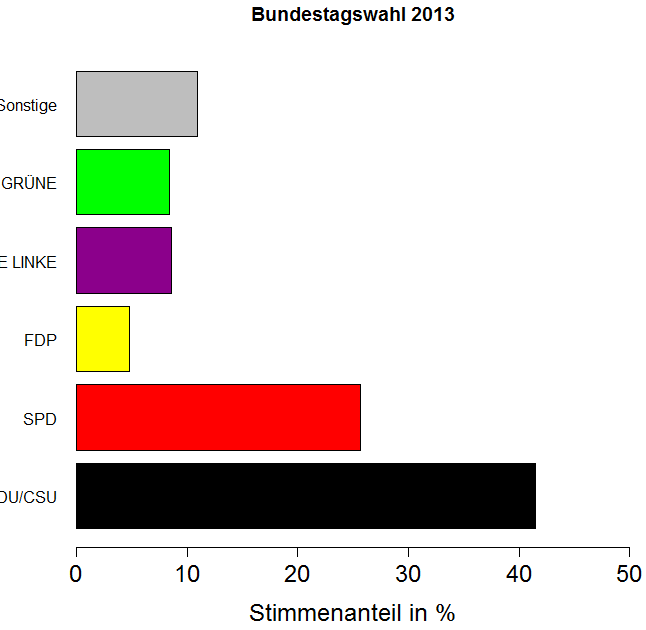 Bundestagswahl 2013
Sonstige
GRÜNE
E LINKE
FDP
SPD
DU/CSU
0 10 20 30 40 50
Stimmenanteil in %